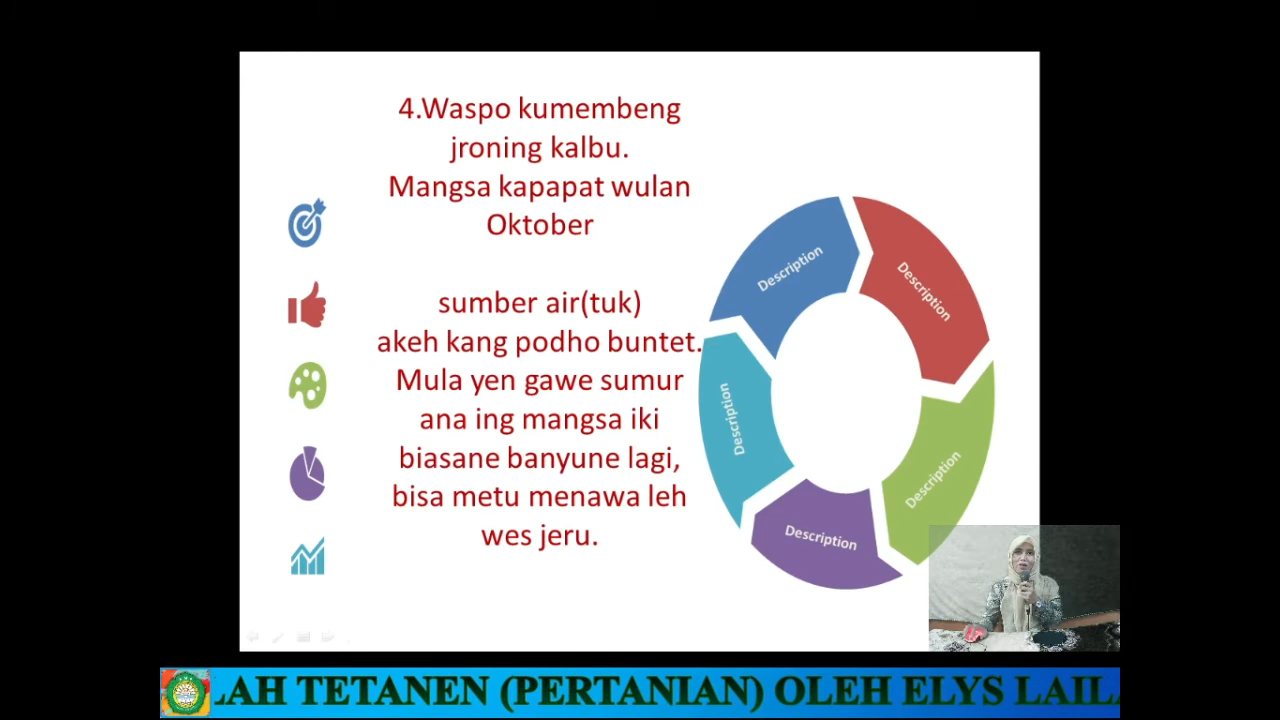 4.Waspo kumembeng
jroning kalbu.
Mangsa kapapat wulan
Oktober
sumber air(tuk)
akeh kang podho buntet.
Mula yen gawe sumur
ana ing mangsa iki
biasane banyune lagi,
bisa metu menawa leh
wes jeru.
Description
Description
Description
Description
Description
LAH TETANEN (PERTANIAN) OLEH ELYS LAIL